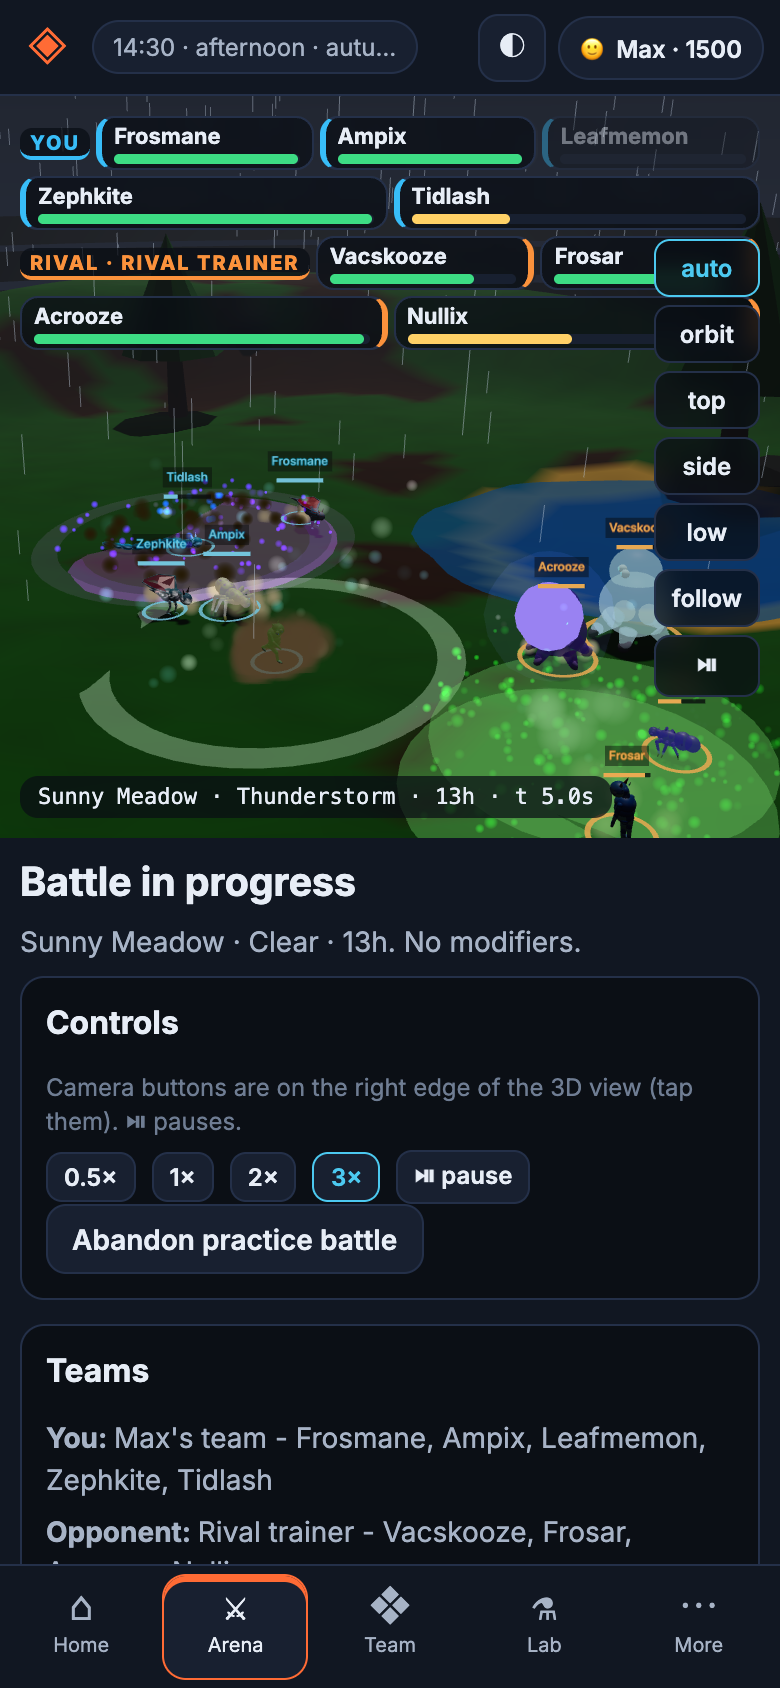 14:30 · afternoon · autu...
Max · 1500
YOU
Frosmane
Ampix
Leafmemon
Zephkite
Tidlash
RIVAL · RIVAL TRAINER
Vacskooze
Frosar
auto
Acrooze
Nullix
orbit
top
side
low
follow
Frosmane
Tidlash
Ampix
Zephkite
Vackoo
Acrooze
Frosar
Sunny Meadow · Thunderstorm · 13h · t 5.0s
Battle in progress
Sunny Meadow · Clear · 13h. No modifiers.
Controls
Camera buttons are on the right edge of the 3D view (tap
them). ⏯ pauses.
0.5× 1× 2× 3× ⏯ pause
Abandon practice battle
Teams
You: Max's team - Frosmane, Ampix, Leafmemon,
Zephkite, Tidlash
Opponent: Rival trainer - Vacskooze, Frosar,
Home Arena Team Lab More